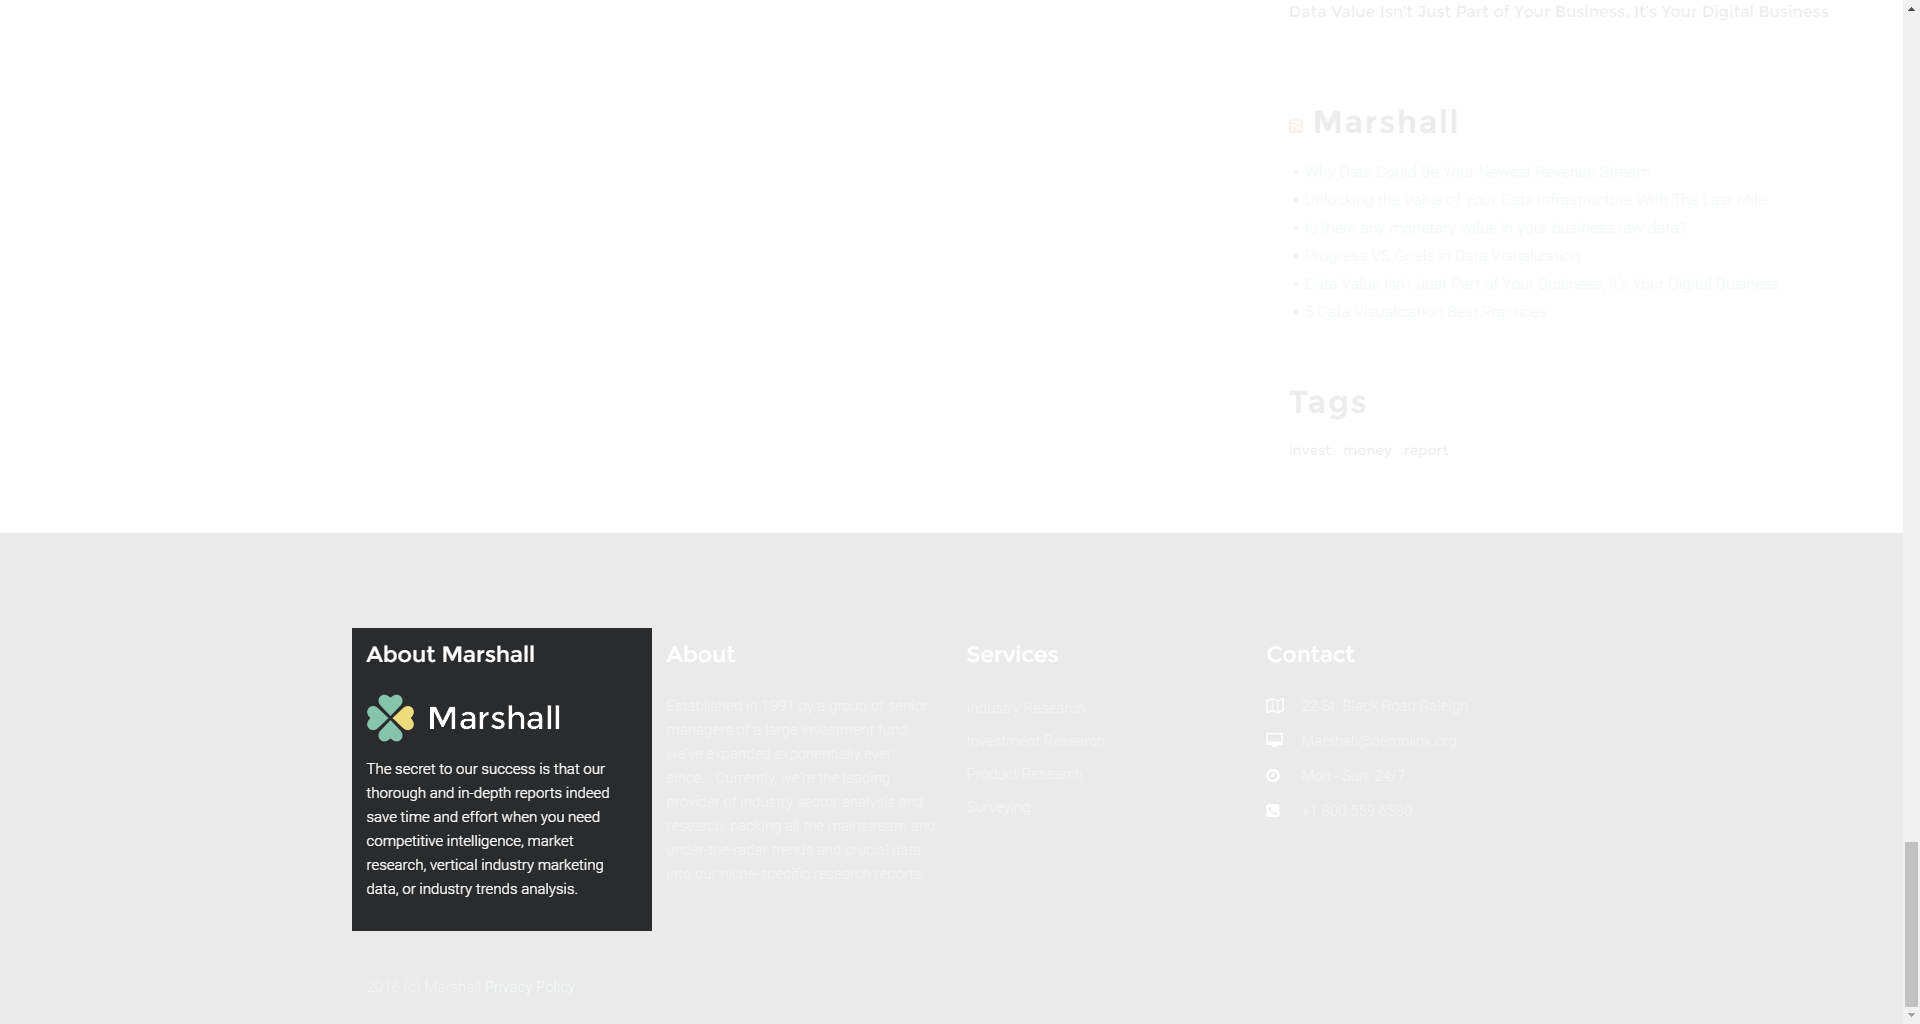 Data Value Isn't Just Part of Your Business, It's Your Digital Business
Marshall
Why Data Could Be Your Newest Revenue Stream
Unlocking the Value of Your Data Infrastructure With The Last Mile
Is there any monetary value in your business raw data?
Progress VS Goals in Data Visualization
Data Value Isn't Just Part of Your Business, It's Your Digital Business
5 Data Visualization Best Practices
Tags
invest money report
About Marshall
Marshall
The secret to our success is that our
thorough and in-depth reports indeed
save time and effort when you need
competitive intelligence, market
research, vertical industry marketing
data, or industry trends analysis.
About
Established in 1991 by a group of senior
managers of a large investment fund,
we've expanded exponentially ever
since... Currently, we're the leading
provider of industry sector analysis and
research, packing all the mainstream and
under-the-radar trends and crucial data
into our niche-specific research reports.
Services
Industry Research
Investment Research
Product Research
Surveying
Contact
22 St. Black Road Raleigh
Marshall@demolink.org
Mon - Sun: 24/7
+1 800 559 6580
2016 (c) Marshall Privacy Policy